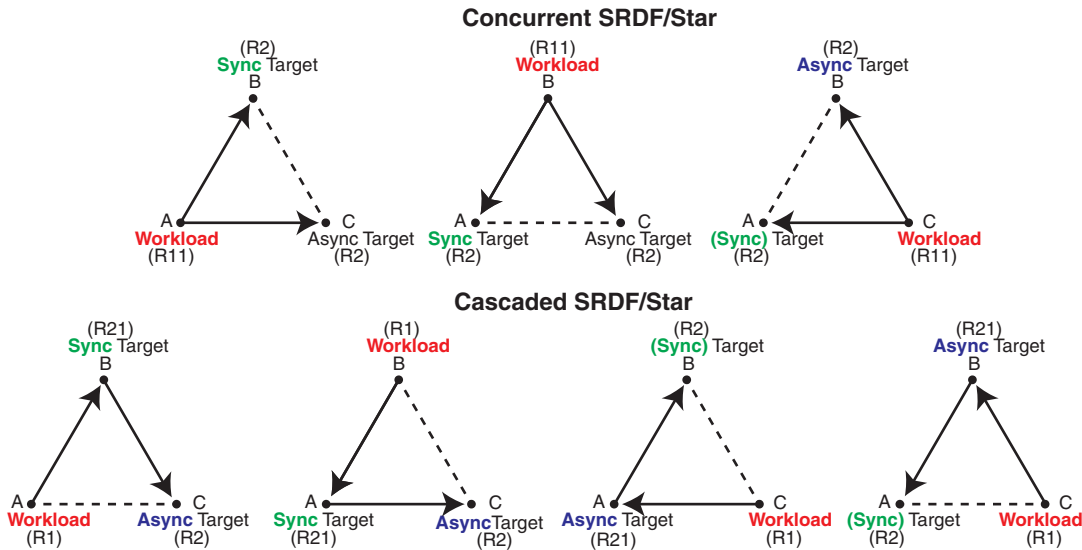 Concurrent SRDF/Star
(R2)
Sync Target
B
A
Workload
(R11)
C
Async Target
(R2)
(R11)
Workload
B
A
Sync Target
(R2)
C
Async Target
(R2)
(R2)
Async Target
B
A
(Sync) Target
(R2)
C
Workload
(R11)
Cascaded SRDF/Star
(R21)
Sync Target
B
A
Workload
(R1)
C
Async Target
(R2)
(R1)
Workload
B
A
Sync Target
(R21)
C
AsyncTarget
(R2)
(R2)
(Sync) Target
B
A
Async Target
(R21)
C
Workload
(R1)
(R21)
Async Target
B
A
(Sync) Target
(R2)
C
Workload
(R1)